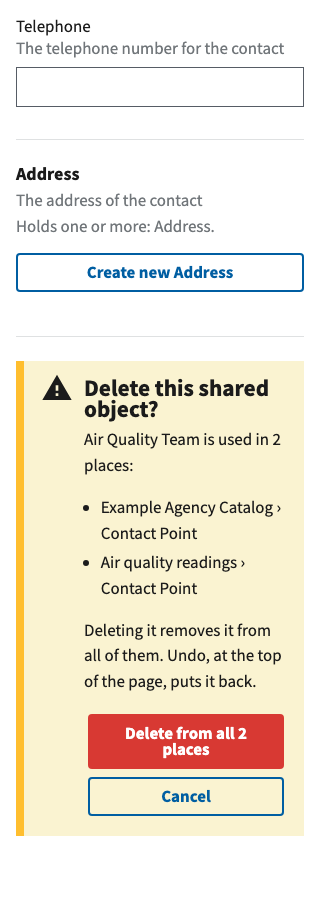 Telephone
The telephone number for the contact
Address
The address of the contact
Holds one or more: Address.
Create new Address
Delete this shared
object?
Air Quality Team is used in 2
places:
• Example Agency Catalog ›
Contact Point
• Air quality readings ›
Contact Point
Deleting it removes it from
all of them. Undo, at the top
of the page, puts it back.
Delete from all 2
places
Cancel